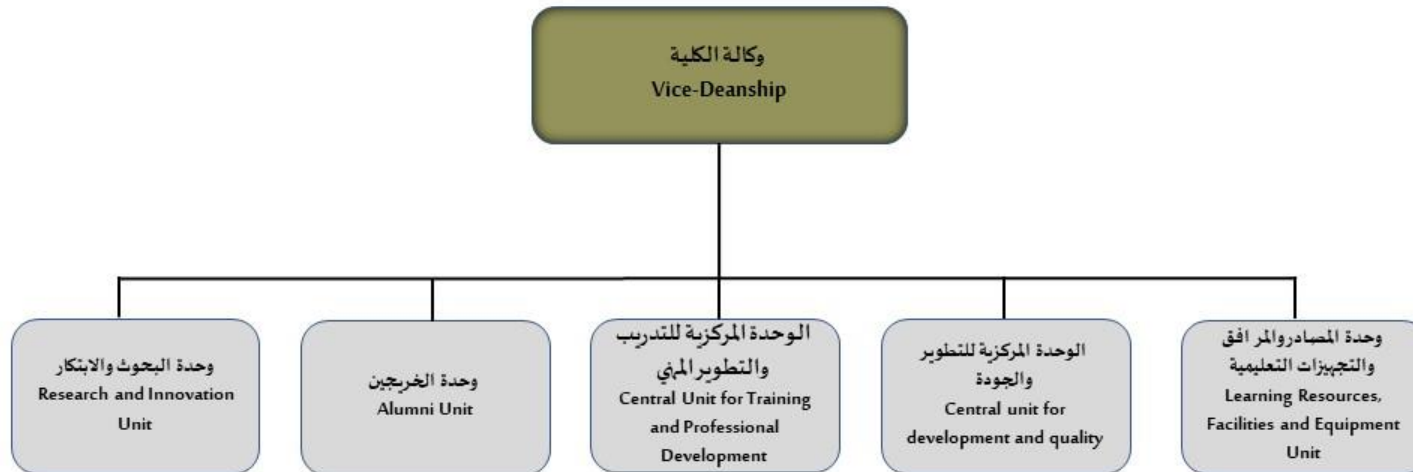 وكالة الكلية
Vice-Deanship
وحدة البحوث والابتكار
Research and Innovation
Unit
وحدة الخريجين
Alumni Unit
الوحدة المركزية للتدريب
والتطوير المهني
Central Unit for Training
and Professional
Development
الوحدة المركزية للتطوير
والجودة
Central unit for
development and quality
وحدة المصادر والمرافق
والتجهيزات التعليمية
Learning Resources,
Facilities and Equipment
Unit